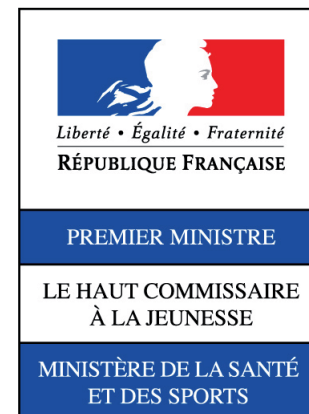 Liberté • Égalité • Fraternité
RÉPUBLIQUE FRANÇAISE
PREMIER MINISTRE
LE HAUT COMMISSAIRE
À LA JEUNESSE
MINISTÈRE DE LA SANTÉ
ET DES SPORTS